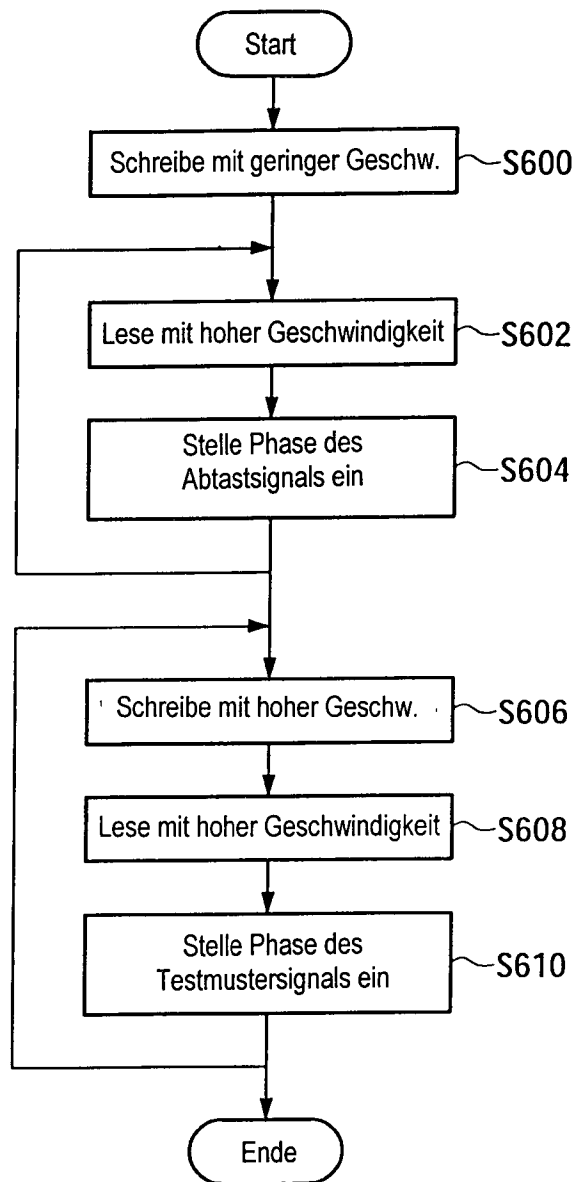 Start
Schreibe mit geringer Geschw.
S600
Lese mit hoher Geschwindigkeit
S602
Stelle Phase des
Abtastsignals ein
S604
Schreibe mit hoher Geschw.
S606
Lese mit hoher Geschwindigkeit
S608
Stelle Phase des
Testmustersignals ein
S610
Ende